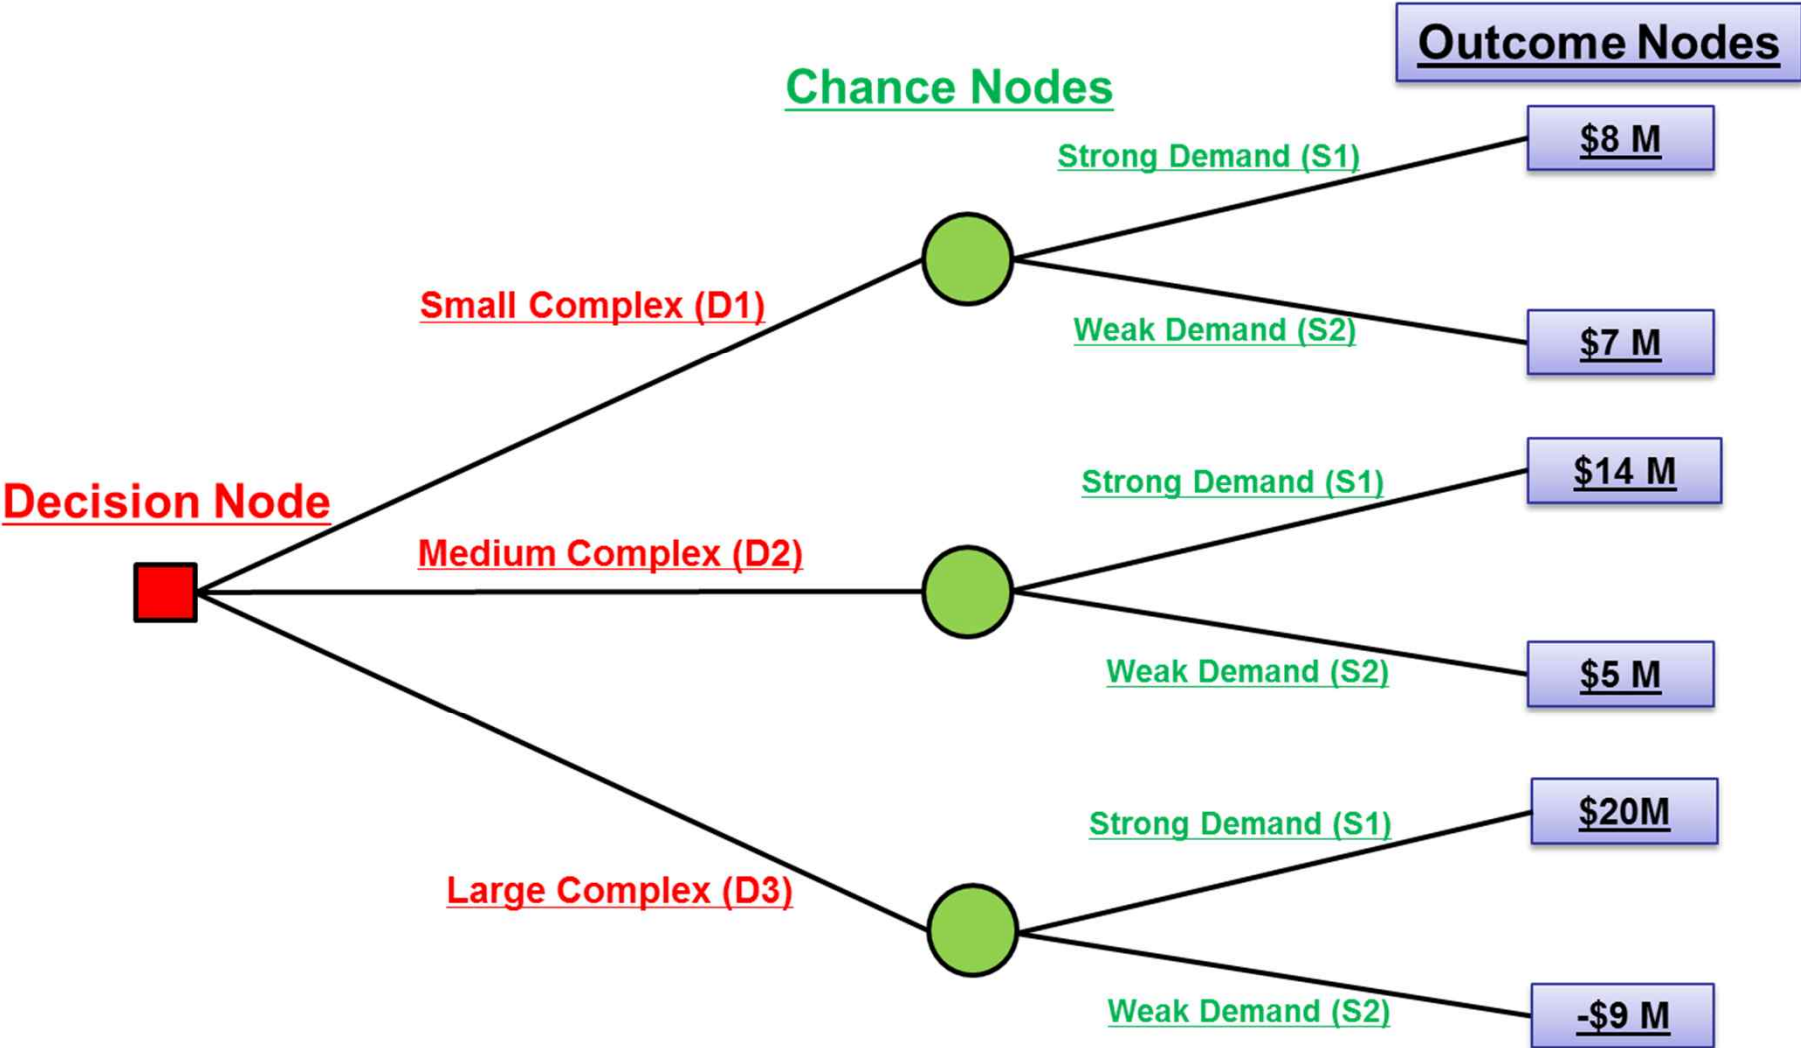 Outcome Nodes
Chance Nodes
$8 M
Strong Demand (S1)
Small Complex (D1)
Weak Demand (S2)
$7 M
Decision Node
Strong Demand (S1)
$14 M
Medium Complex (D2)
Weak Demand (S2)
$5 M
Strong Demand (S1)
$20M
Large Complex (D3)
Weak Demand (S2)
-$9 M